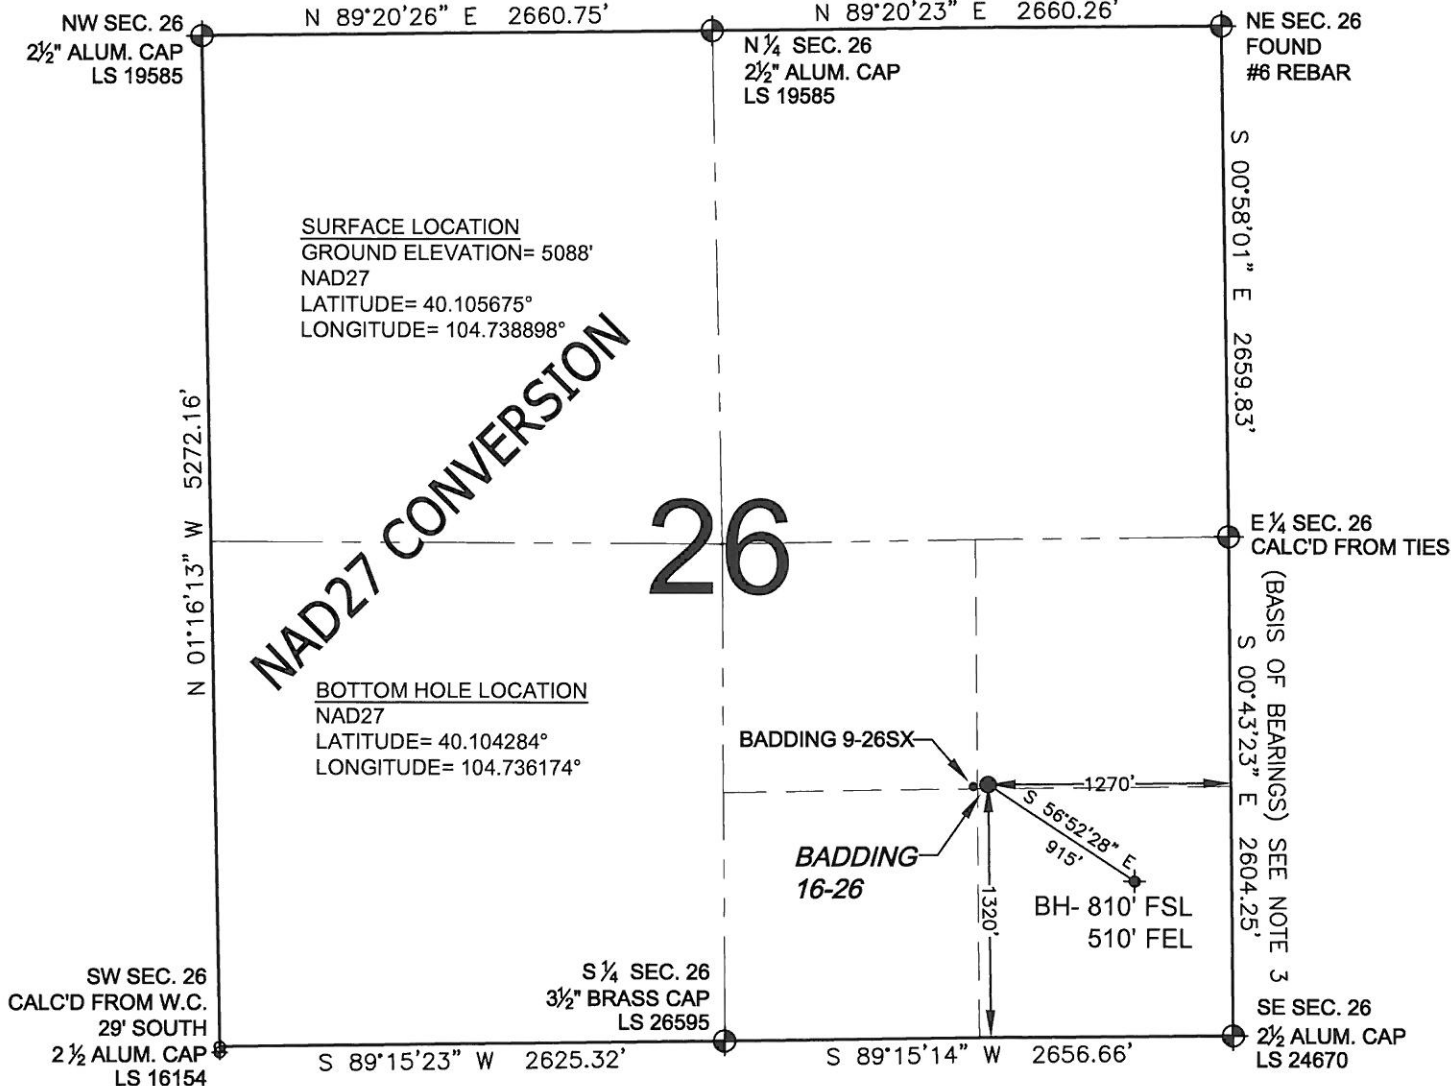 N 89°20'26" E 2660.75'
N 89°20'23" E 2660.26'
NW SEC. 26
2½" ALUM. CAP
LS 19585
N ¼ SEC. 26
2½" ALUM. CAP
LS 19585
NE SEC. 26
FOUND
#6 REBAR
S 00°58'01" E 2659.83'
SURFACE LOCATION
GROUND ELEVATION= 5088'
NAD27
LATITUDE= 40.105675°
LONGITUDE= 104.738898°
NAD27 CONVERSION
N 01°16'13" W 5272.16'
26
E ¼ SEC. 26
CALC'D FROM TIES
(BASIS OF BEARINGS) SEE NOTE 3
S 00°43'23" E 2604.25'
BOTTOM HOLE LOCATION
NAD27
LATITUDE= 40.104284°
LONGITUDE= 104.736174°
BADDING 9-26SX
1270'
S 56°52'28" E
915'
BADDING
16-26
1320'
BH- 810' FSL
510' FEL
SW SEC. 26
CALC'D FROM W.C.
29' SOUTH
2 ½ ALUM. CAP
LS 16154
S ¼ SEC. 26
3½" BRASS CAP
LS 26595
SE SEC. 26
2½ ALUM. CAP
LS 24670
S 89°15'23" W 2625.32'
S 89°15'14" W 2656.66'